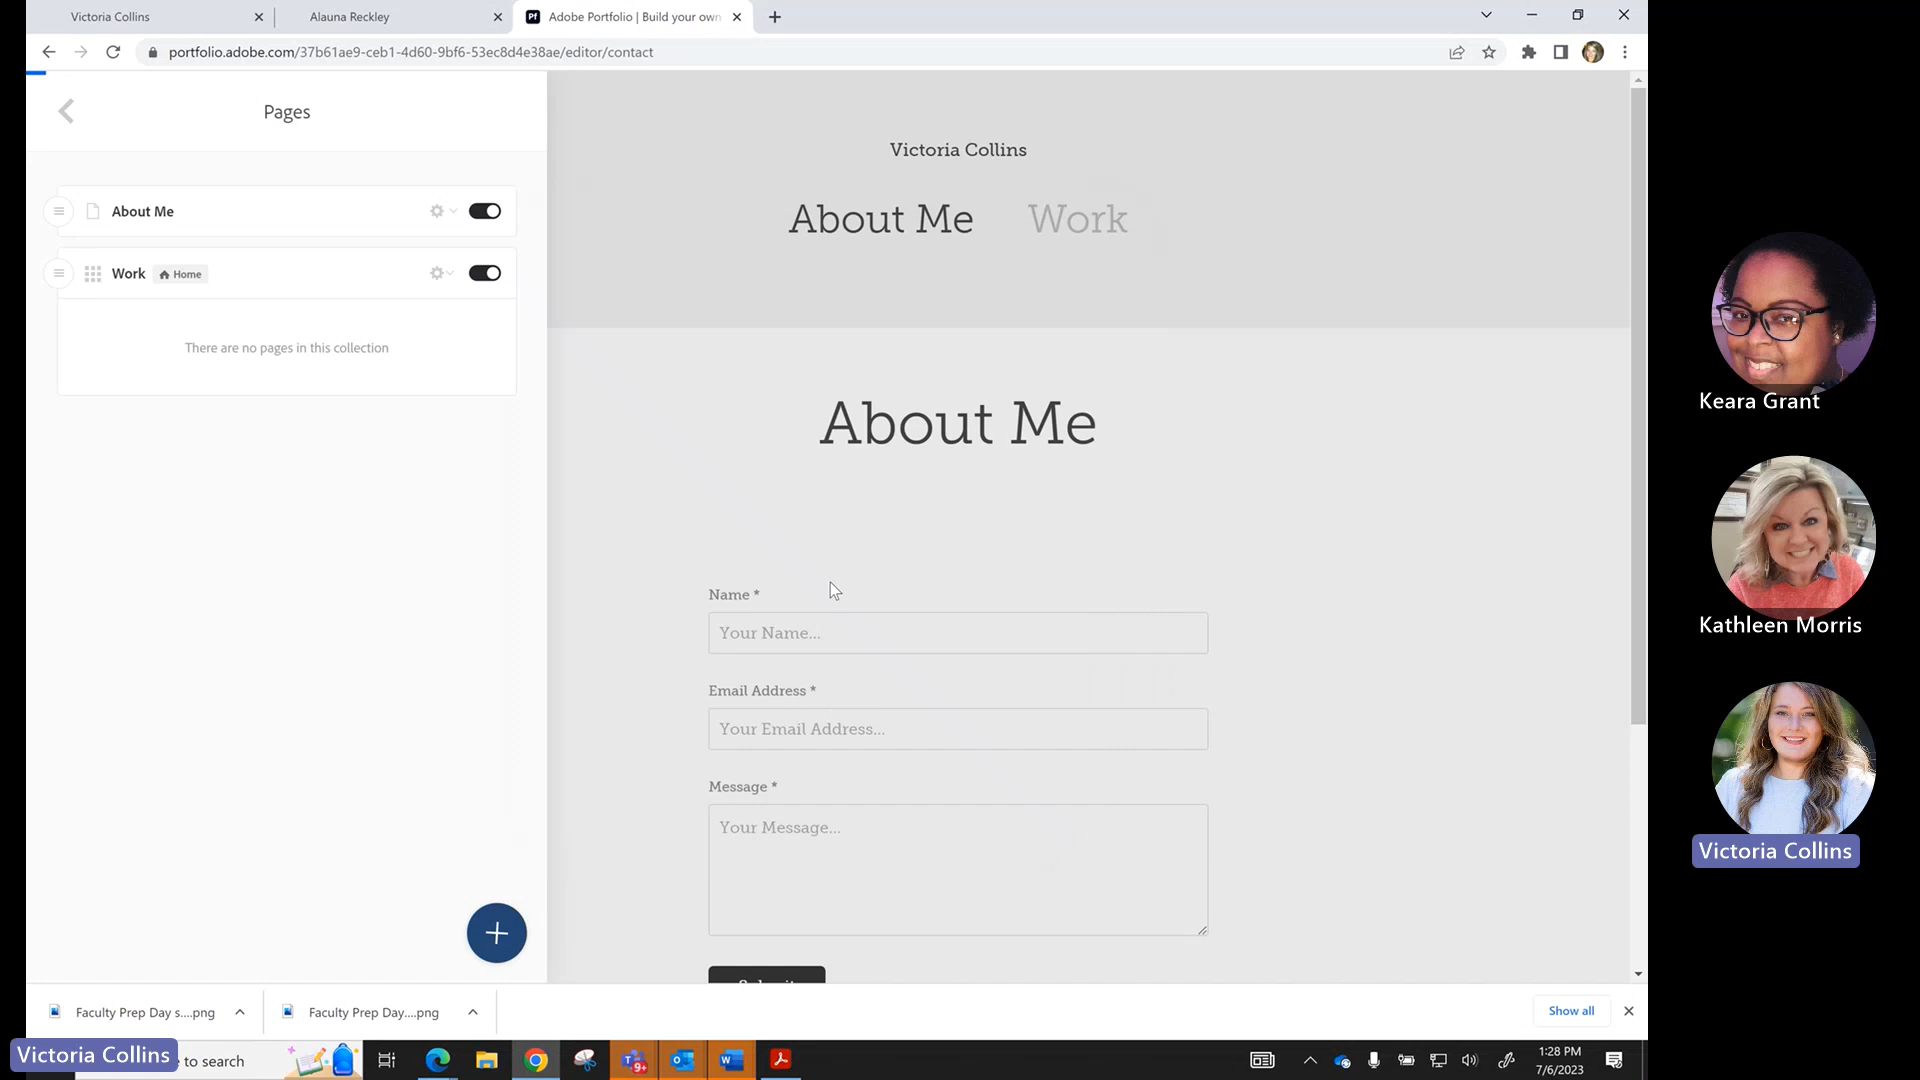 Victoria Collins
Alauna Reckley
Pf Adobe Portfolio | Build your own
portfolio.adobe.com/37b61ae9-ceb1-4d60-9bf6-53ec8d4e38ae/editor/contact
Pages
About Me
Work Home
There are no pages in this collection
Victoria Collins
About Me Work
About Me
Name *
Your Name...
Email Address *
Your Email Address...
Message *
Your Message...
Keara Grant
Kathleen Morris
Victoria Collins
Faculty Prep Day s....png
Faculty Prep Day....png
Show all
Victoria Collins
e to search
9+
1:28 PM
7/6/2023